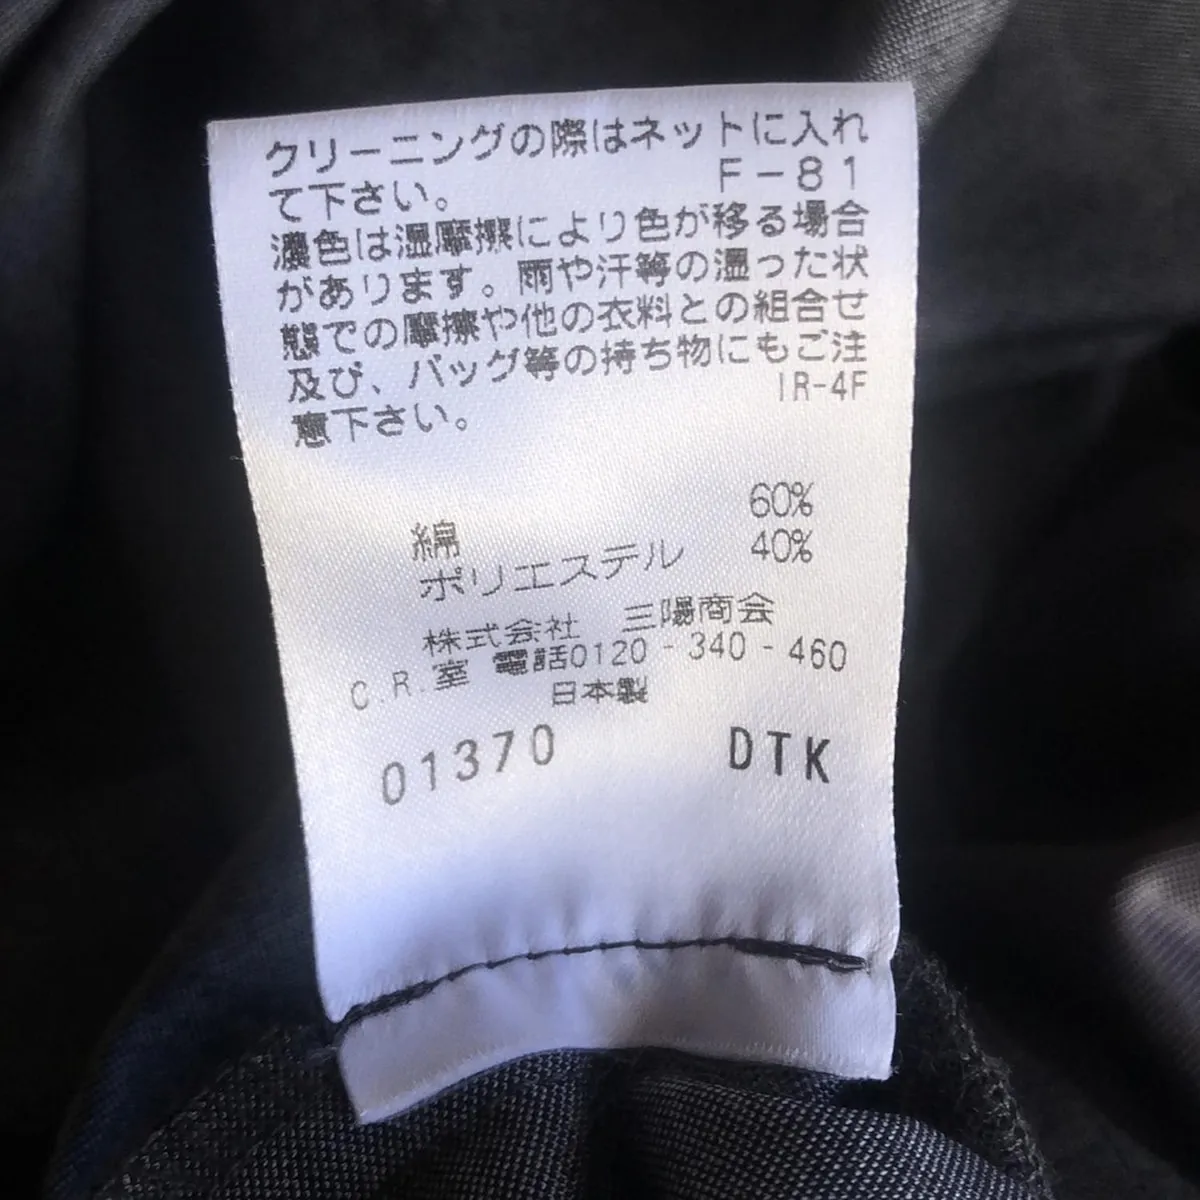 クリーニングの際はネットに入れ
て下さい。 F-81
濃色は湿摩擦により色が移る場合
があります。雨や汗等の湿った状
態での摩擦や他の衣料との組合せ
及び、バッグ等の持ち物にもご注
意下さい。 IR-4F
綿 60%
ポリエステル 40%
株式会社 三陽商会
C.R.室 電話0120-340-460
日本製
01370 DTK